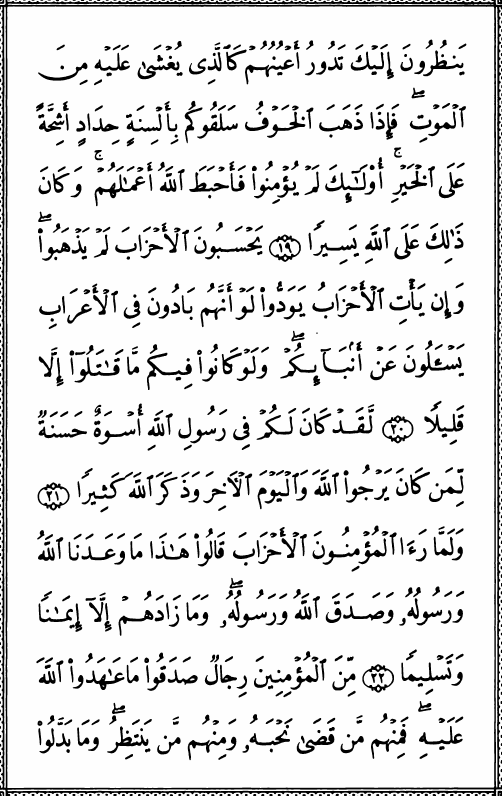 يَنظُرُونَ إِلَيْكَ تَدُورُ أَعْيُنُهُمْ كَٱلَّذِى يُغْشَىٰ عَلَيْهِ مِنَ
ٱلْمَوْتِ ۖ فَإِذَا ذَهَبَ ٱلْخَوْفُ سَلَقُوكُم بِأَلْسِنَةٍ حِدَادٍ أَشِحَّةً
عَلَى ٱلْخَيْرِ ۚ أُو۟لَـٰٓئِكَ لَمْ يُؤْمِنُوا۟ فَأَحْبَطَ ٱللَّهُ أَعْمَـٰلَهُمْ ۚ وَكَانَ
ذَٰلِكَ عَلَى ٱللَّهِ يَسِيرًا ۝١٩ يَحْسَبُونَ ٱلْأَحْزَابَ لَمْ يَذْهَبُوا۟ ۖ
وَإِن يَأْتِ ٱلْأَحْزَابُ يَوَدُّوا۟ لَوْ أَنَّهُم بَادُونَ فِى ٱلْأَعْرَابِ
يَسْـَٔلُونَ عَنْ أَنۢبَآئِكُمْ ۖ وَلَوْ كَانُوا۟ فِيكُم مَّا قَـٰتَلُوٓا۟ إِلَّا
قَلِيلًا ۝٢٠ لَّقَدْ كَانَ لَكُمْ فِى رَسُولِ ٱللَّهِ أُسْوَةٌ حَسَنَةٌ
لِّمَن كَانَ يَرْجُوا۟ ٱللَّهَ وَٱلْيَوْمَ ٱلْـَٔاخِرَ وَذَكَرَ ٱللَّهَ كَثِيرًا ۝٢١
وَلَمَّا رَءَا ٱلْمُؤْمِنُونَ ٱلْأَحْزَابَ قَالُوا۟ هَـٰذَا مَا وَعَدَنَا ٱللَّهُ
وَرَسُولُهُۥ وَصَدَقَ ٱللَّهُ وَرَسُولُهُۥ ۖ وَمَا زَادَهُمْ إِلَّآ إِيمَـٰنًا
وَتَسْلِيمًا ۝٢٢ مِّنَ ٱلْمُؤْمِنِينَ رِجَالٌ صَدَقُوا۟ مَا عَـٰهَدُوا۟ ٱللَّهَ
عَلَيْهِ ۖ فَمِنْهُم مَّن قَضَىٰ نَحْبَهُۥ وَمِنْهُم مَّن يَنتَظِرُ ۖ وَمَا بَدَّلُوا۟